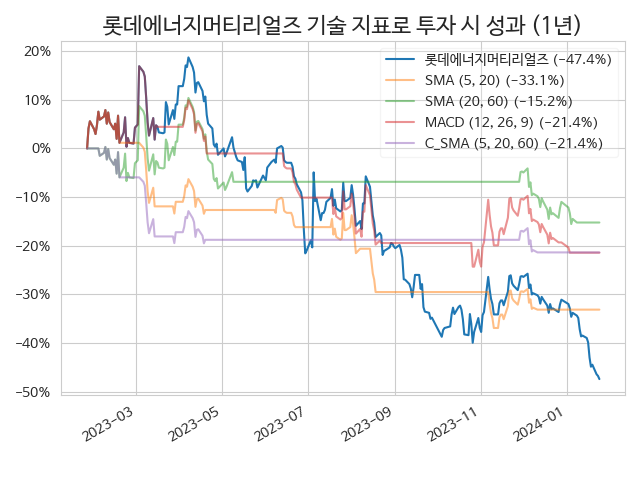 롯데에너지머티리얼즈 기술 지표로 투자 시 성과 (1년)
롯데에너지머티리얼즈 (−47.4%)
SMA (5, 20) (−33.1%)
SMA (20, 60) (−15.2%)
MACD (12, 26, 9) (−21.4%)
C_SMA (5, 20, 60) (−21.4%)
20%
10%
0%
−10%
−20%
−30%
−40%
−50%
2023−03
2023−05
2023−07
2023−09
2023−11
2024−01